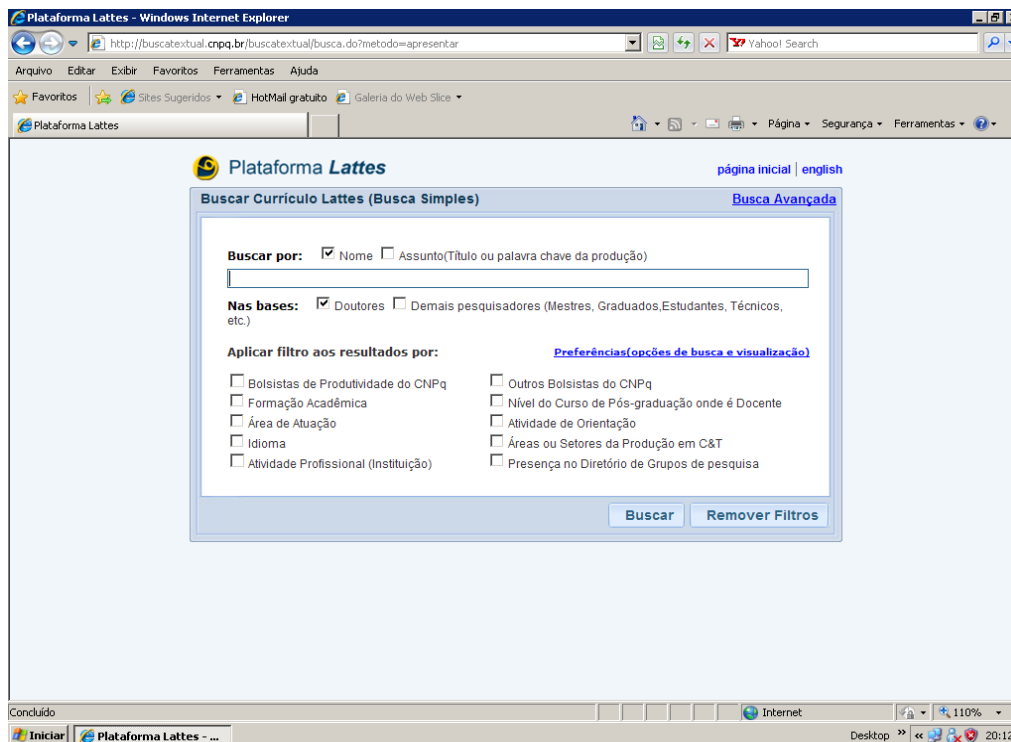 Plataforma Lattes - Windows Internet Explorer
http://buscatextual.cnpq.br/buscatextual/busca.do?metodo=apresentar
Yahoo! Search
Arquivo Editar Exibir Favoritos Ferramentas Ajuda
Favoritos Sites Sugeridos HotMail gratuito Galeria do Web Slice
Plataforma Lattes
Página Segurança Ferramentas
Plataforma Lattes
página inicial | english
Buscar Currículo Lattes (Busca Simples) Busca Avançada
Buscar por: Nome Assunto(Título ou palavra chave da produção)
Nas bases: Doutores Demais pesquisadores (Mestres, Graduados,Estudantes, Técnicos,
etc.)
Aplicar filtro aos resultados por: Preferências(opções de busca e visualização)
Bolsistas de Produtividade do CNPq Outros Bolsistas do CNPq
Formação Acadêmica Nível do Curso de Pós-graduação onde é Docente
Área de Atuação Atividade de Orientação
Idioma Áreas ou Setores da Produção em C&T
Atividade Profissional (Instituição) Presença no Diretório de Grupos de pesquisa
Buscar Remover Filtros
Concluído Internet 110%
Iniciar Plataforma Lattes - ... Desktop » « 20:12